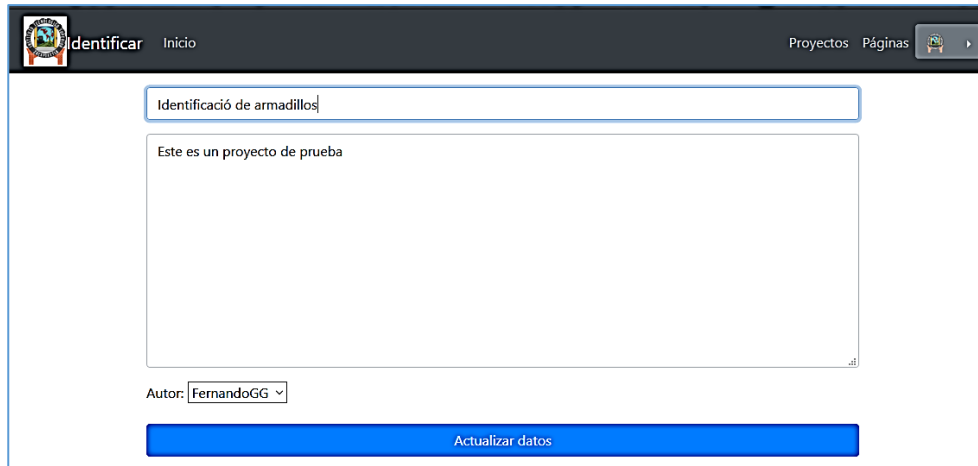 Identificar Inicio Proyectos Páginas
Identificació de armadillos
Este es un proyecto de prueba
Autor: FernandoGG
Actualizar datos